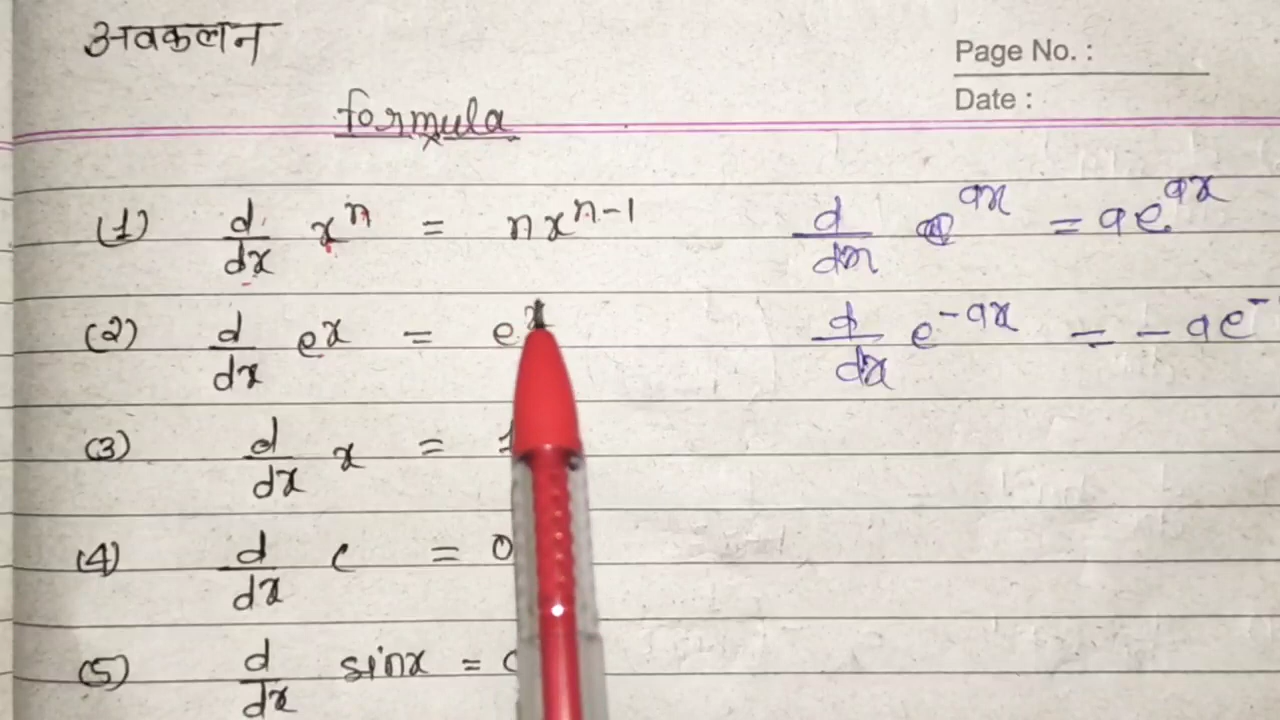 अवकलन
Page No. :
Date :
formula
(1) d/dx x^n = nx^{n-1}
d/dx e^{ax} = ae^{ax}
(2) d/dx e^x = e^x
d/dx e^{-ax} = -ae^-
(3) d/dx x = 1
(4) d/dx c = 0
(5) d/dx sinx =